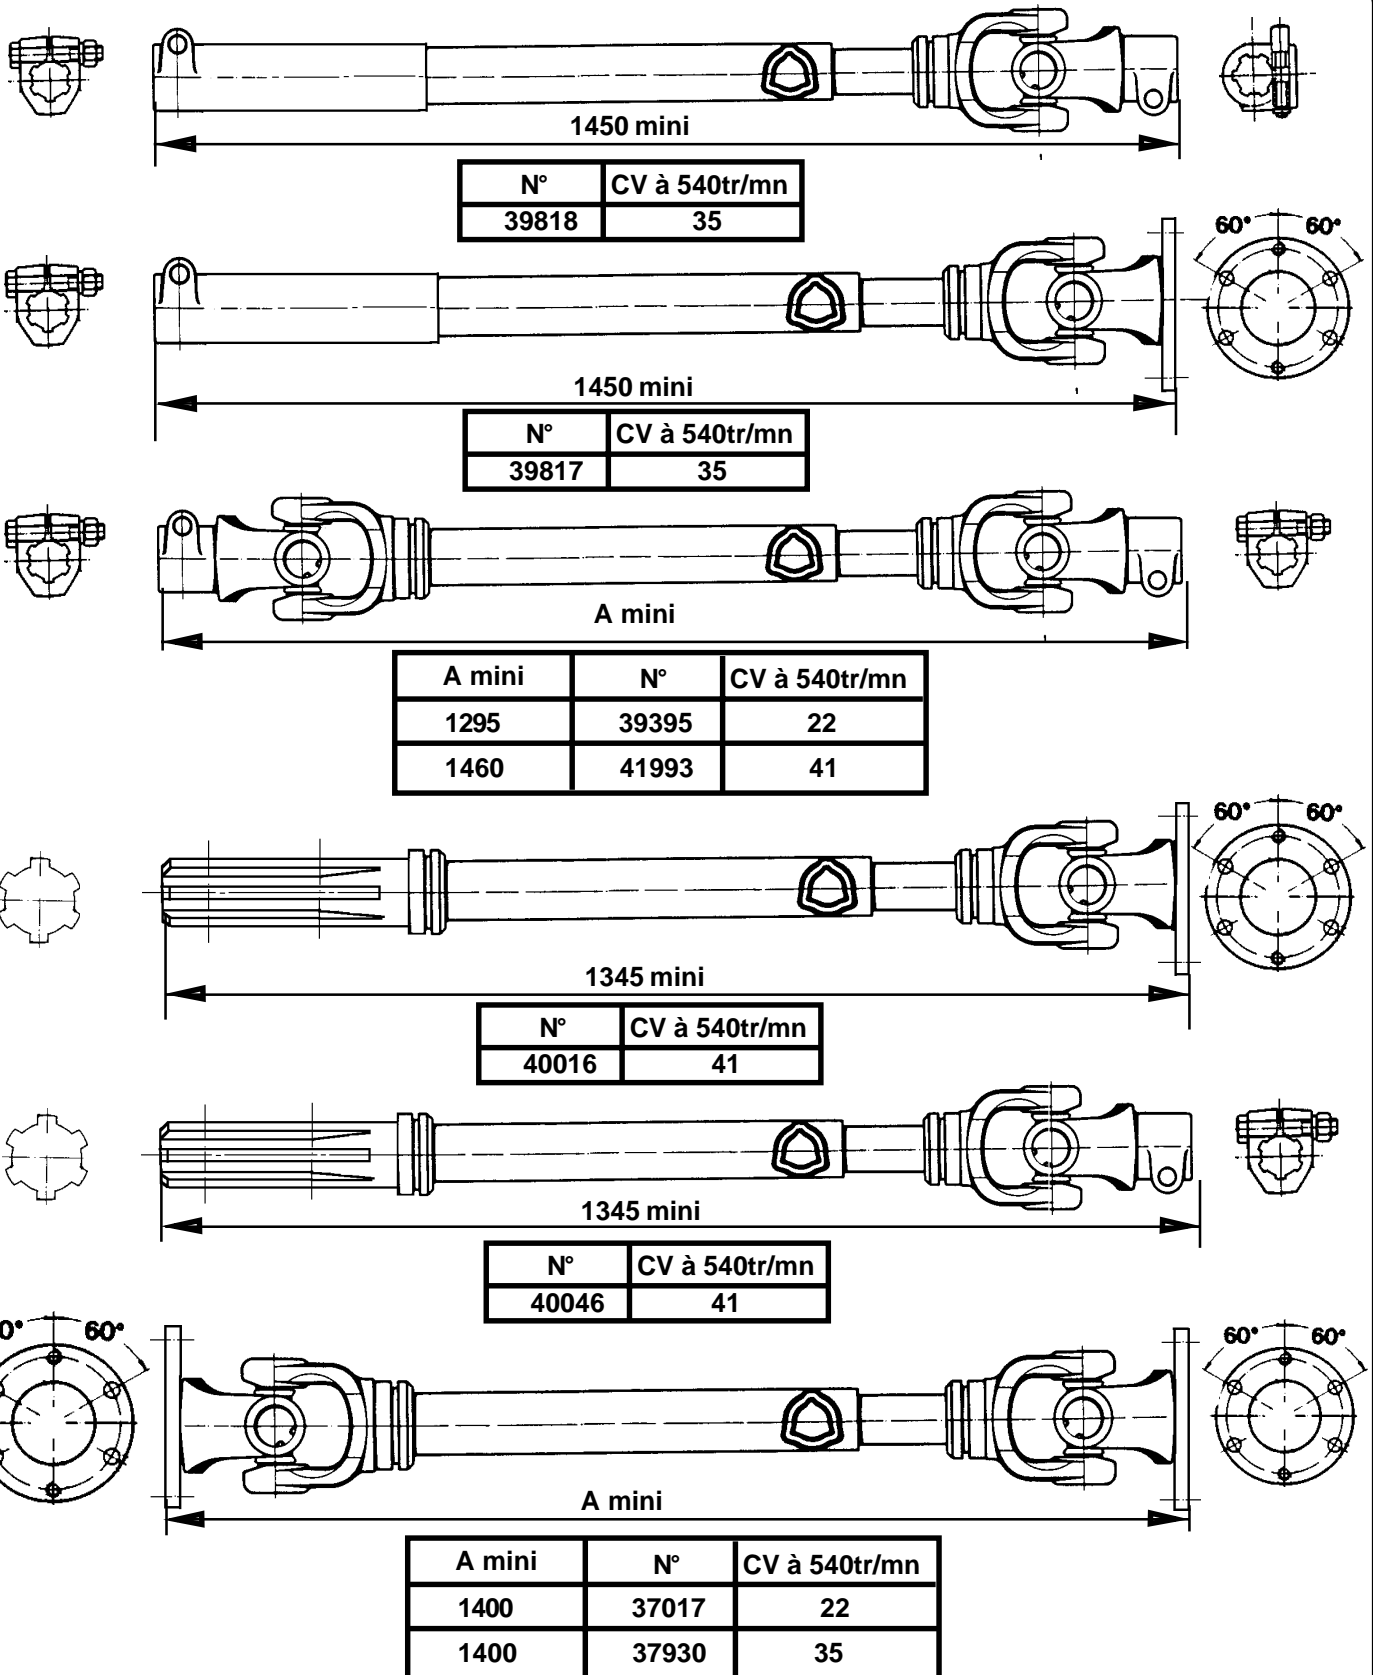 1450 mini
N° CV à 540tr/mn
39818 35
60° 60°
1450 mini
N° CV à 540tr/mn
39817 35
A mini
A mini N° CV à 540tr/mn
1295 39395 22
1460 41993 41
60° 60°
1345 mini
N° CV à 540tr/mn
40016 41
1345 mini
N° CV à 540tr/mn
40046 41
0° 60° 60° 60°
A mini
A mini N° CV à 540tr/mn
1400 37017 22
1400 37930 35